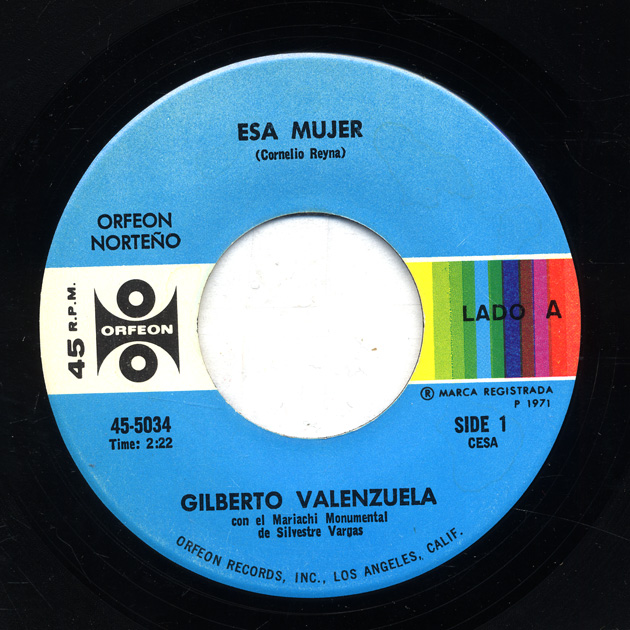 ESA MUJER
(Cornelio Reyna)
ORFEON
NORTEÑO
45 R.P.M.
ORFEON
LADO A
® MARCA REGISTRADA
P 1971
45-5034
Time: 2:22
SIDE 1
CESA
GILBERTO VALENZUELA
con el Mariachi Monumental
de Silvestre Vargas
ORFEON RECORDS, INC., LOS ANGELES, CALIF.